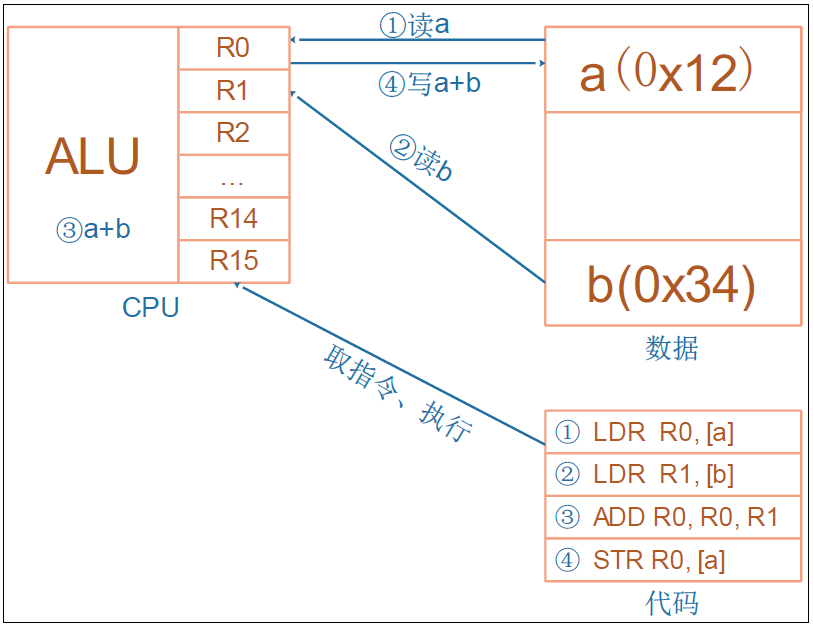 ①读a
④写a+b
②读b
R0
R1
R2
...
R14
R15
ALU
③a+b
CPU
a(0x12)
b(0x34)
数据
取指令、执行
① LDR R0, [a]
② LDR R1, [b]
③ ADD R0, R0, R1
④ STR R0, [a]
代码